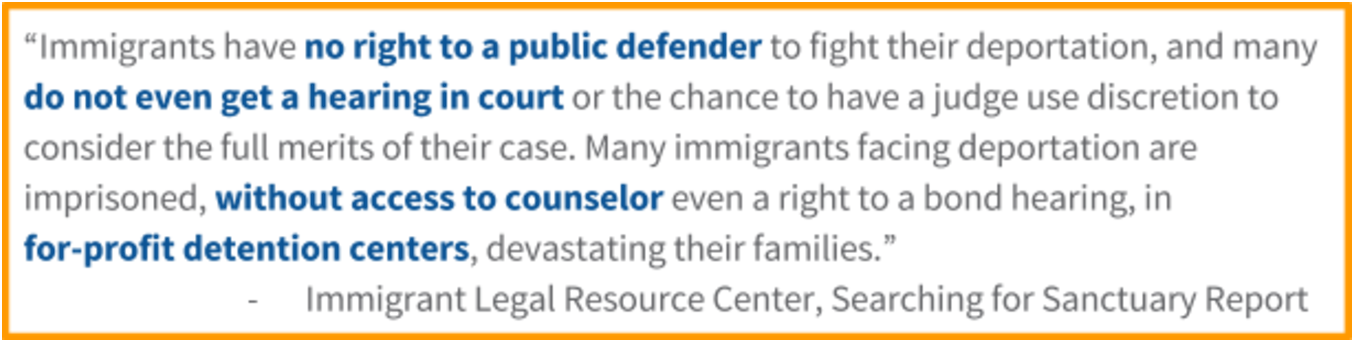 “Immigrants have no right to a public defender to fight their deportation, and many
do not even get a hearing in court or the chance to have a judge use discretion to
consider the full merits of their case. Many immigrants facing deportation are
imprisoned, without access to counselor even a right to a bond hearing, in
for-profit detention centers, devastating their families.”
- Immigrant Legal Resource Center, Searching for Sanctuary Report